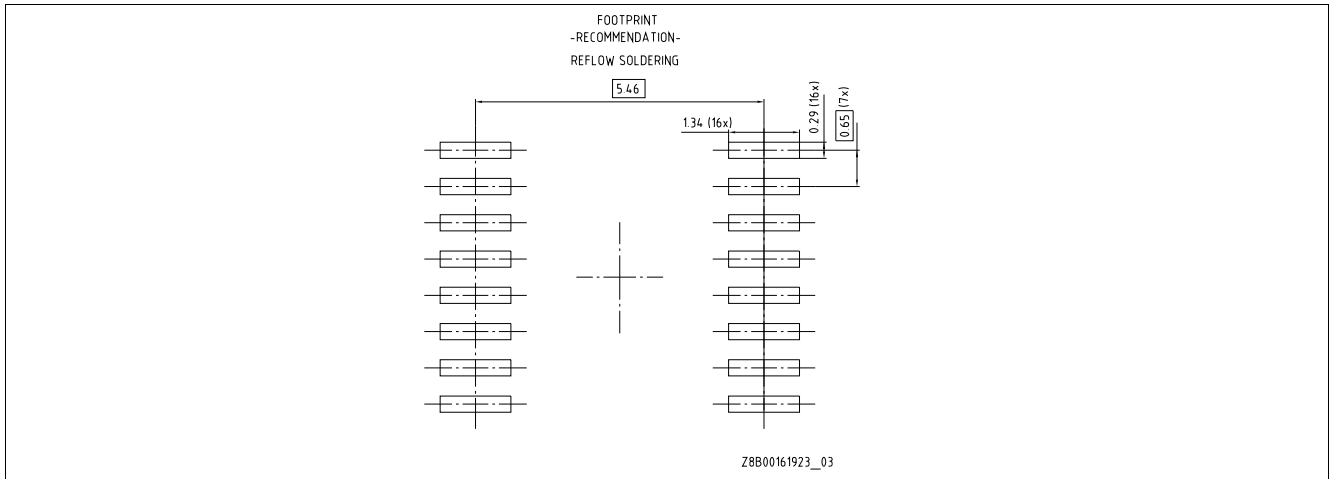 FOOTPRINT
-RECOMMENDATION-
REFLOW SOLDERING
5.46
1.34 (16x)
0.29 (16x)
0.65 (7x)
Z8B00161923_03